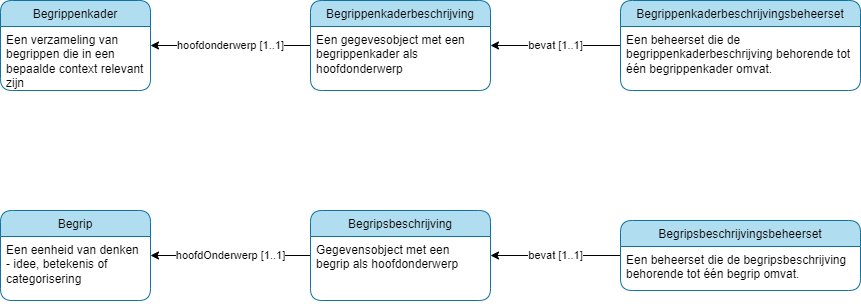 Begrippenkader
Een verzameling van
begrippen die in een
bepaalde context relevant
zijn
hoofdonderwerp [1..1]
Begrippenkaderbeschrijving
Een gegevesobject met een
begrippenkader als
hoofdonderwerp
bevat [1..1]
Begrippenkaderbeschrijvingsbeheerset
Een beheerset die de
begrippenkaderbeschrijving behorende tot
één begrippenkader omvat.
Begrip
Een eenheid van denken
- idee, betekenis of
categorisering
hoofdOnderwerp [1..1]
Begripsbeschrijving
Gegevensobject met een
begrip als hoofdonderwerp
bevat [1..1]
Begripsbeschrijvingsbeheerset
Een beheerset die de begripsbeschrijving
behorende tot één begrip omvat.